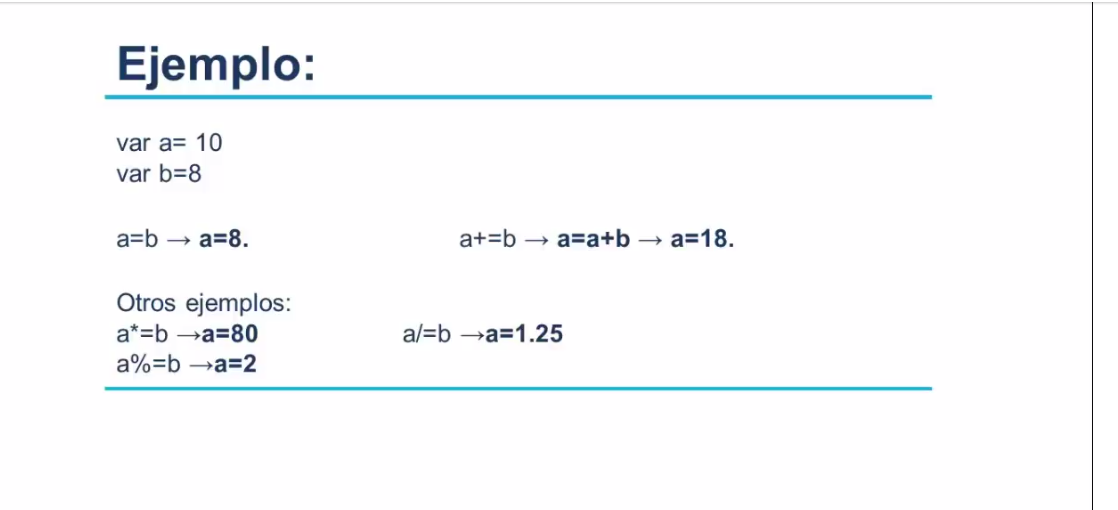 Ejemplo:
var a= 10
var b=8
a=b → a=8.
a+=b → a=a+b → a=18.
Otros ejemplos:
a*=b →a=80
a/=b →a=1.25
a%=b →a=2